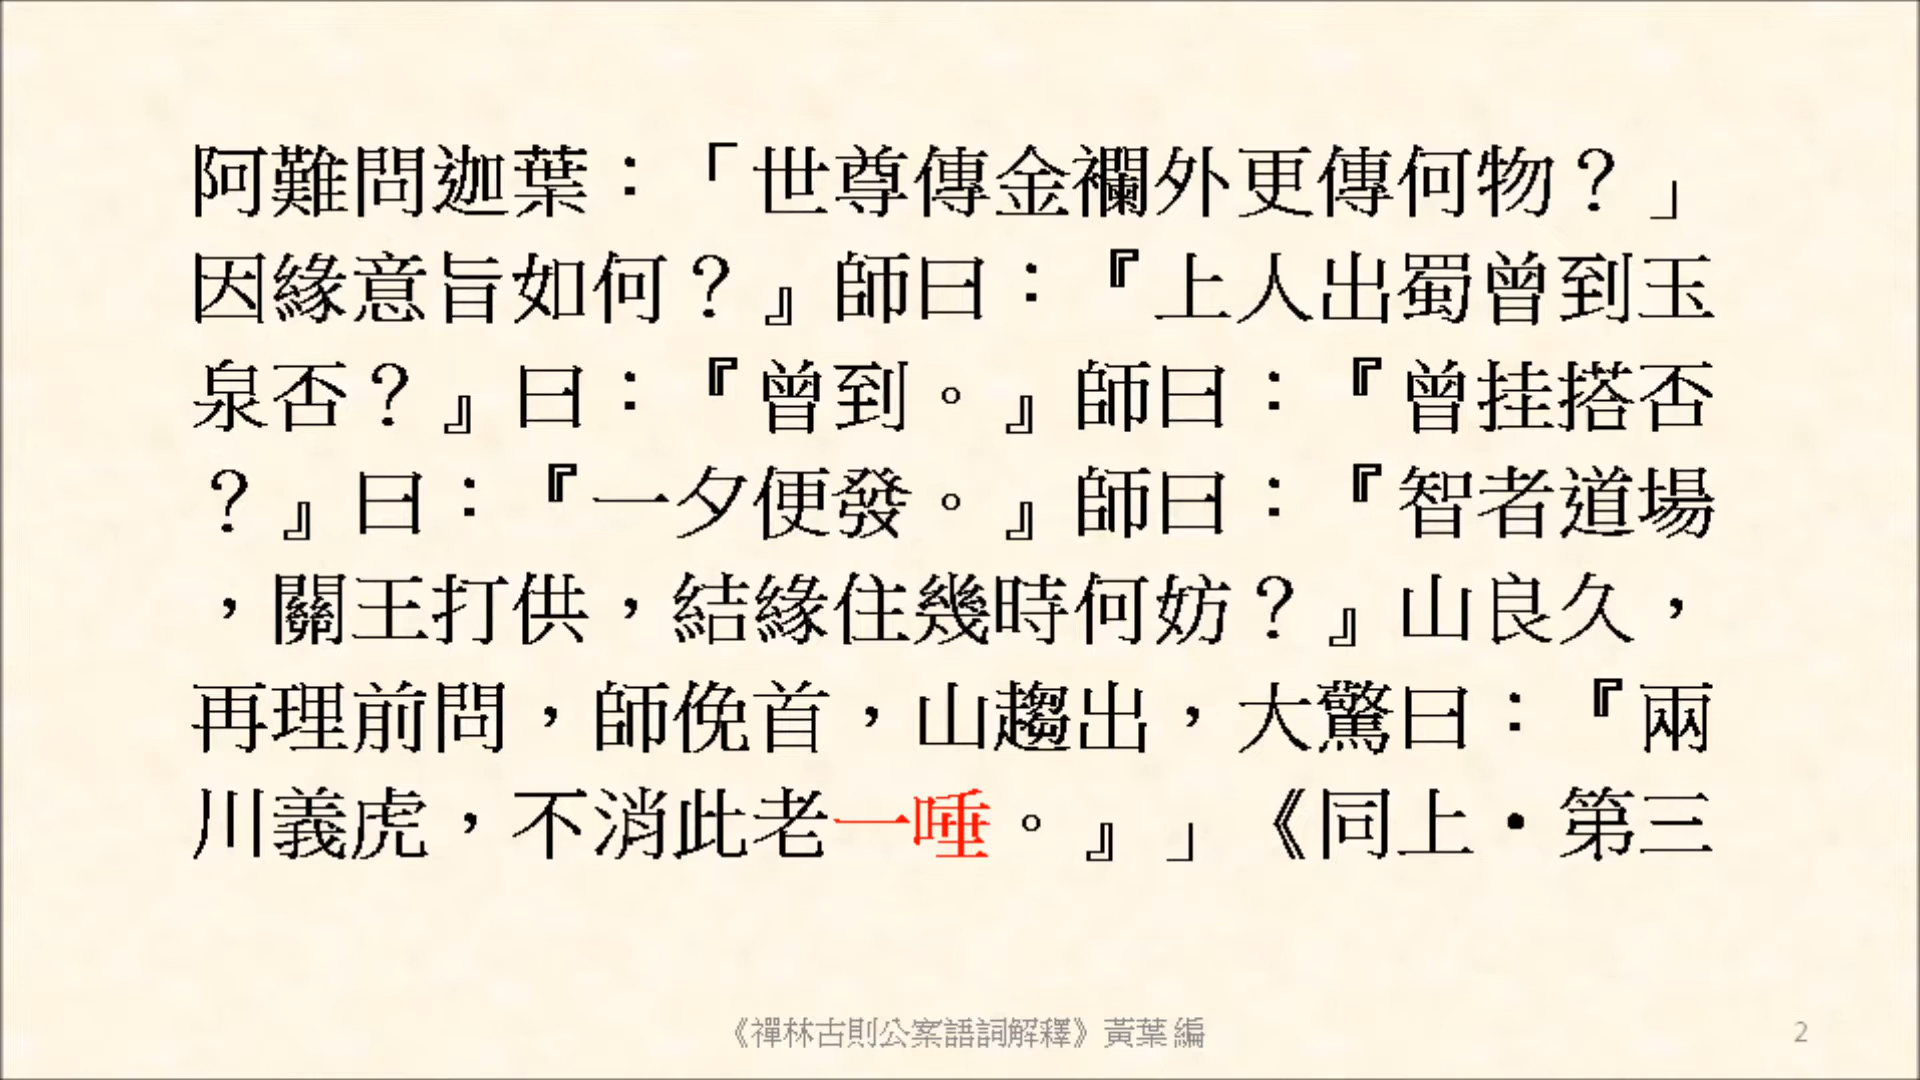 阿難問迦葉：「世尊傳金襴外更傳何物？」
因緣意旨如何？』師曰：『上人出蜀曾到玉
泉否？』曰：『曾到。』師曰：『曾挂搭否
？』曰：『一夕便發。』師曰：『智者道場
，關王打供，結緣住幾時何妨？』山良久，
再理前問，師俛首，山趨出，大驚曰：『兩
川義虎，不消此老一唾。』」《同上‧第三
《禪林古則公案語詞解釋》黃葉 編
2